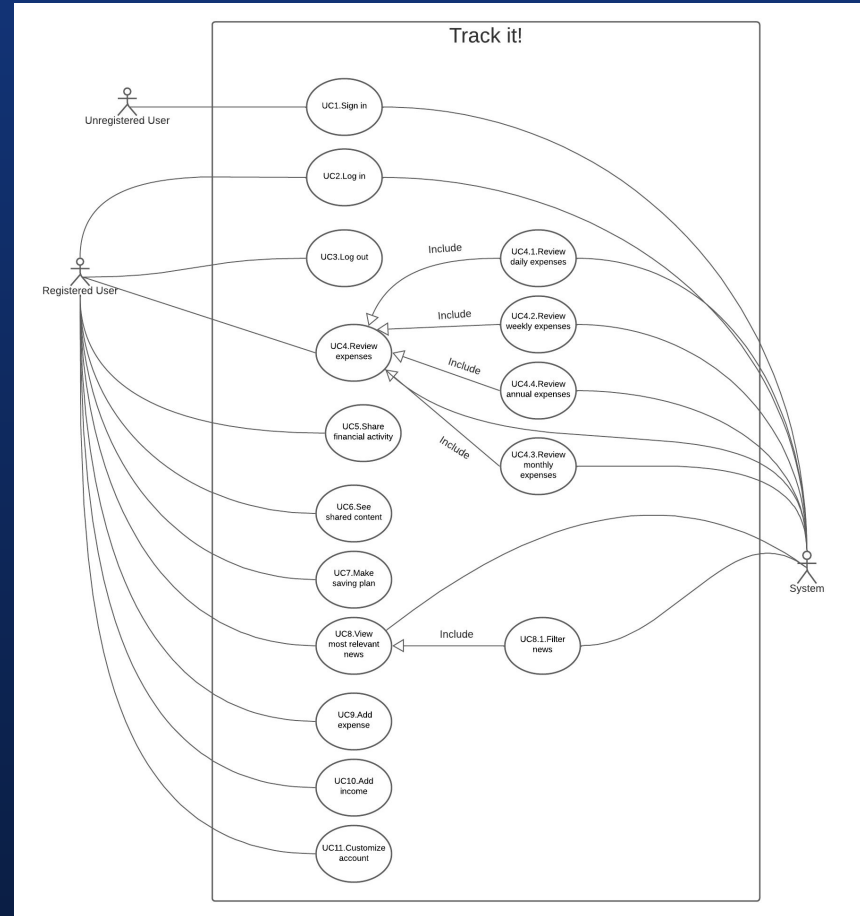 Track it!
Unregistered User
UC1.Sign in
UC2.Log in
UC3.Log out
Registered User
Include
UC4.1.Review
daily expenses
Include
UC4.2.Review
weekly expenses
UC4.Review
expenses
Include
UC4.4.Review
annual expenses
Include
UC4.3.Review
monthly
expenses
UC5.Share
financial activity
UC6.See
shared content
UC7.Make
saving plan
System
UC8.View
most relevant
news
Include
UC8.1.Filter
news
UC9.Add
expense
UC10.Add
income
UC11.Customize
account